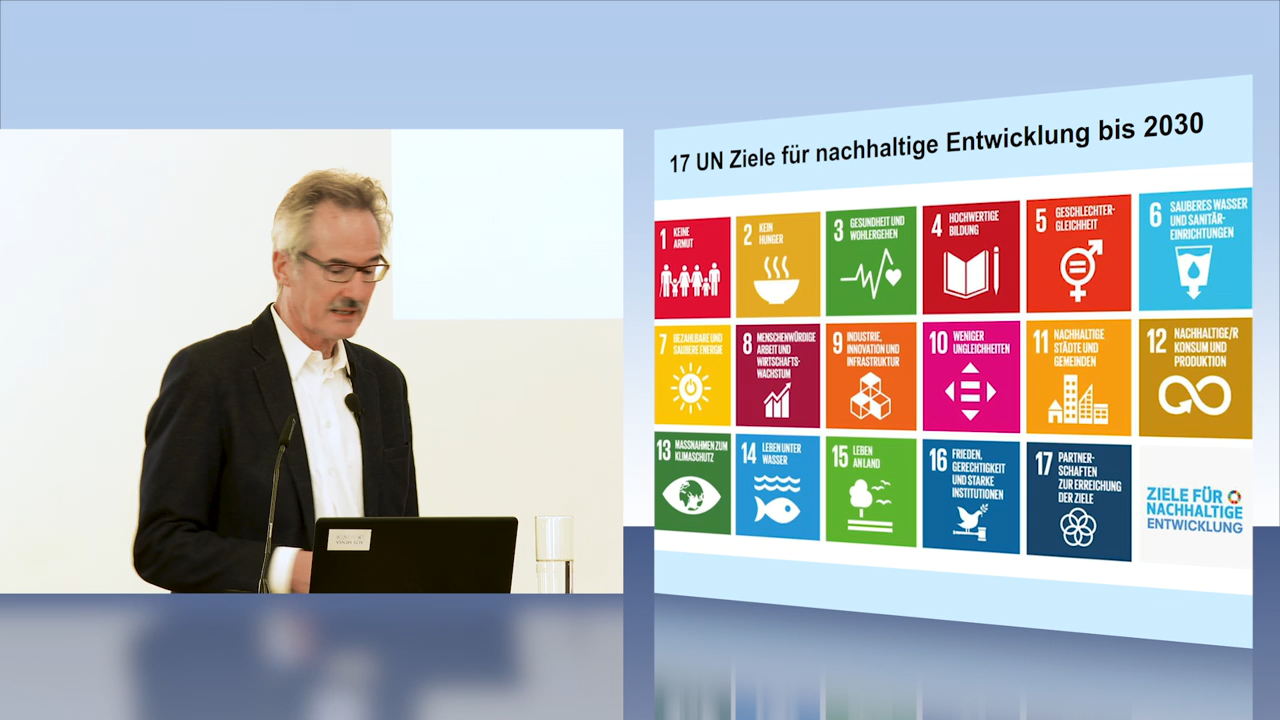 17 UN Ziele für nachhaltige Entwicklung bis 2030
1 KEINE
ARMUT
2 KEIN
HUNGER
3 GESUNDHEIT UND
WOHLERGEHEN
4 HOCHWERTIGE
BILDUNG
5 GESCHLECHTER-
GLEICHHEIT
6 SAUBERES WASSER
UND SANITÄR-
EINRICHTUNGEN
7 BEZAHLBARE UND
SAUBERE ENERGIE
8 MENSCHENWÜRDIGE
ARBEIT UND
WIRTSCHAFTS-
WACHSTUM
9 INDUSTRIE,
INNOVATION UND
INFRASTRUKTUR
10 WENIGER
UNGLEICHHEITEN
11 NACHHALTIGE
STÄDTE UND
GEMEINDEN
12 NACHHALTIGE/R
KONSUM UND
PRODUKTION
13 MASSNAHMEN ZUM
KLIMASCHUTZ
14 LEBEN UNTER
WASSER
15 LEBEN
AN LAND
16 FRIEDEN,
GERECHTIGKEIT
UND STARKE
INSTITUTIONEN
17 PARTNER-
SCHAFTEN
ZUR ERREICHUNG
DER ZIELE
ZIELE FÜR
NACHHALTIGE
ENTWICKLUNG